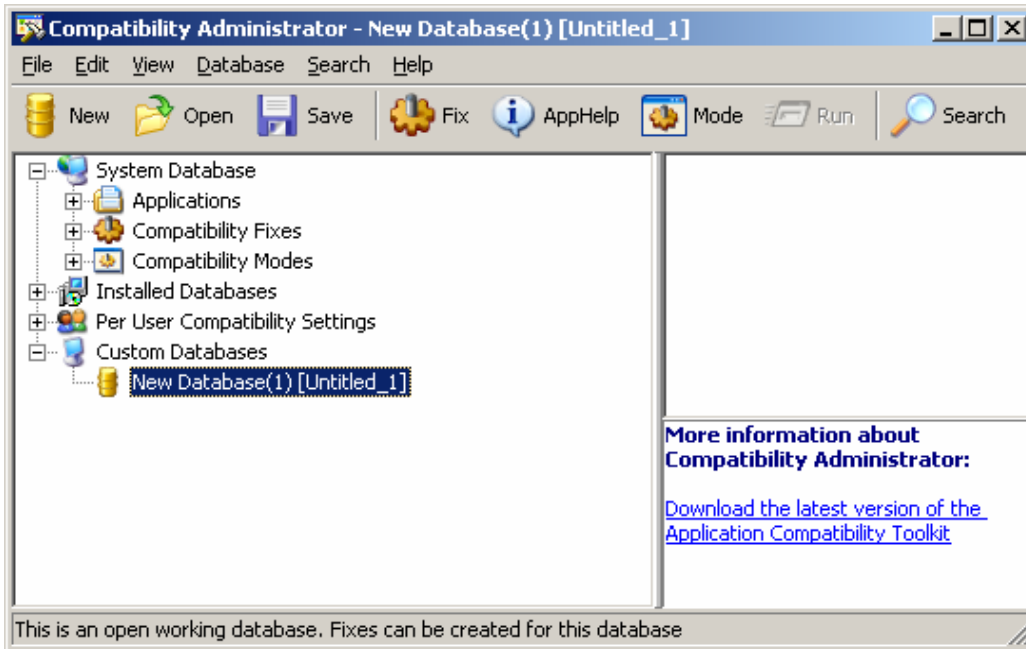 Compatibility Administrator - New Database(1) [Untitled_1]
File Edit View Database Search Help
New Open Save Fix AppHelp Mode Run Search
System Database
Applications
Compatibility Fixes
Compatibility Modes
Installed Databases
Per User Compatibility Settings
Custom Databases
New Database(1) [Untitled_1]
More information about
Compatibility Administrator:
Download the latest version of the
Application Compatibility Toolkit
This is an open working database. Fixes can be created for this database